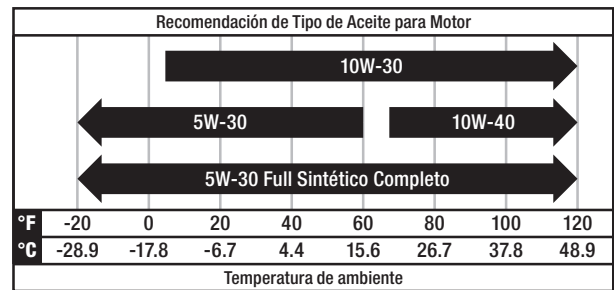 Recomendación de Tipo de Aceite para Motor
10W-30
5W-30 10W-40
5W-30 Full Sintético Completo
°F -20 0 20 40 60 80 100 120
°C -28.9 -17.8 -6.7 4.4 15.6 26.7 37.8 48.9
Temperatura de ambiente